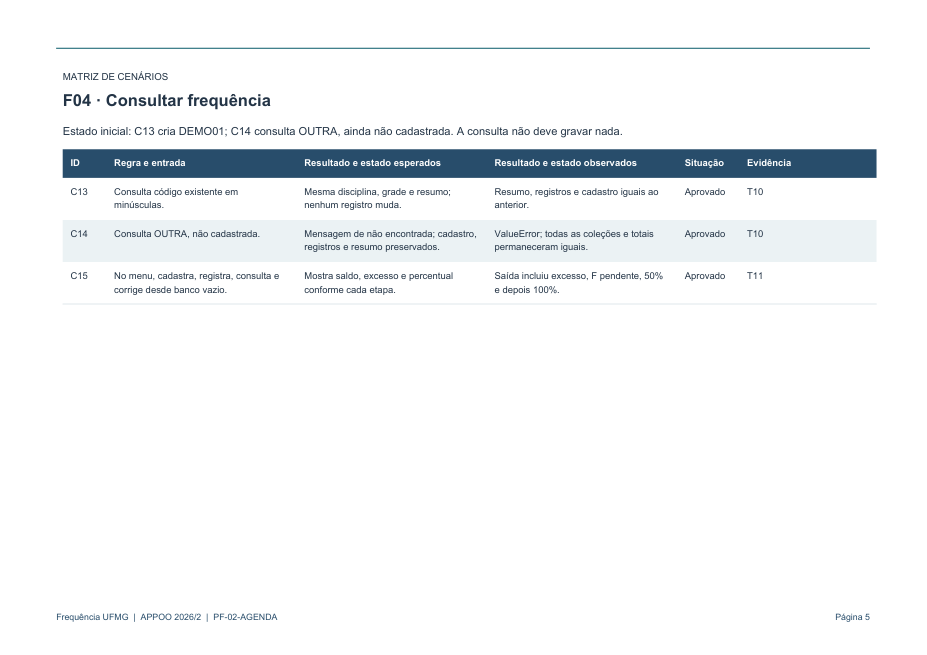 MATRIZ DE CENÁRIOS
F04 · Consultar frequência
Estado inicial: C13 cria DEMO01; C14 consulta OUTRA, ainda não cadastrada. A consulta não deve gravar nada.
ID Regra e entrada Resultado e estado esperados Resultado e estado observados Situação Evidência
C13 Consulta código existente em Mesma disciplina, grade e resumo; Resumo, registros e cadastro iguais ao Aprovado T10
minúsculas. nenhum registro muda. anterior.
C14 Consulta OUTRA, não cadastrada. Mensagem de não encontrada; cadastro, ValueError; todas as coleções e totais Aprovado T10
registros e resumo preservados. permaneceram iguais.
C15 No menu, cadastra, registra, consulta e Mostra saldo, excesso e percentual Saída incluiu excesso, F pendente, 50% Aprovado T11
corrige desde banco vazio. conforme cada etapa. e depois 100%.
Frequência UFMG | APPOO 2026/2 | PF-02-AGENDA Página 5